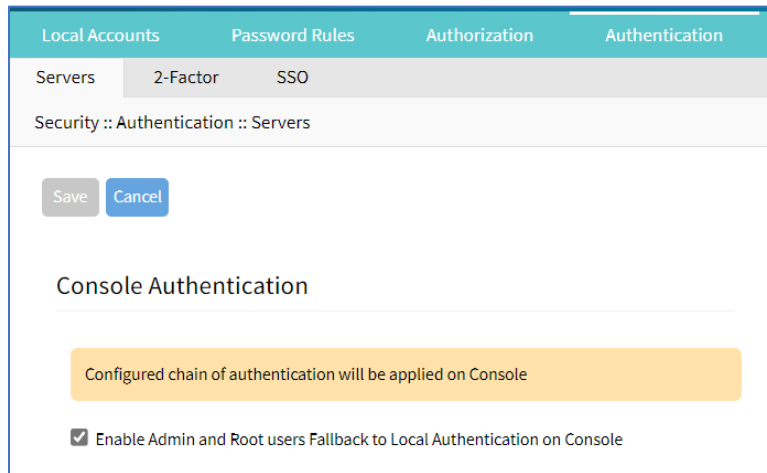 Local Accounts Password Rules Authorization Authentication
Servers 2-Factor SSO
Security :: Authentication :: Servers
Save Cancel
Console Authentication
Configured chain of authentication will be applied on Console
Enable Admin and Root users Fallback to Local Authentication on Console